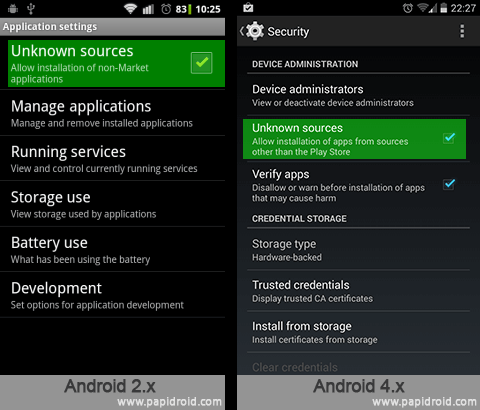 83 10:25
Application settings
Unknown sources
Allow installation of non-Market
applications
Manage applications
Manage and remove installed applications
Running services
View and control currently running services
Storage use
View storage used by applications
Battery use
What has been using the battery
Development
Set options for application development
Android 2.x
www.papidroid.com
22:27
Security
DEVICE ADMINISTRATION
Device administrators
View or deactivate device administrators
Unknown sources
Allow installation of apps from sources
other than the Play Store
Verify apps
Disallow or warn before installation of apps
that may cause harm
CREDENTIAL STORAGE
Storage type
Hardware-backed
Trusted credentials
Display trusted CA certificates
Install from storage
Install certificates from storage
Clear credentials
Android 4.x
www.papidroid.com